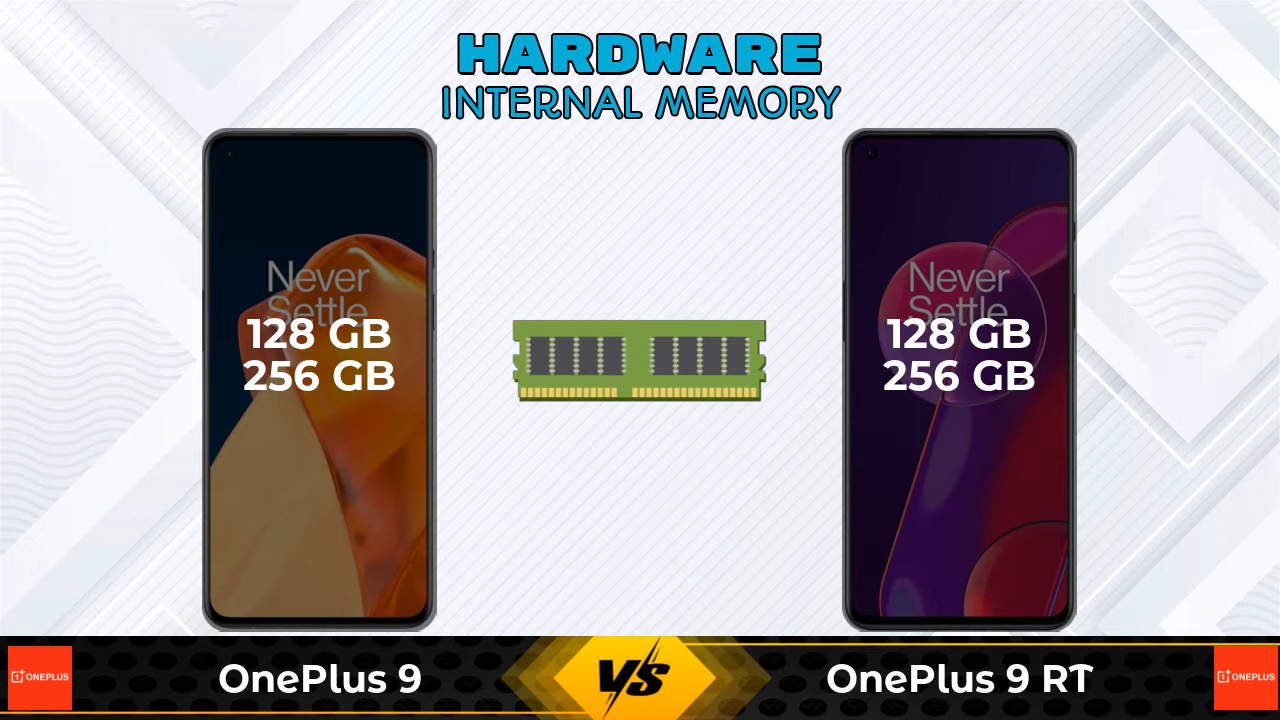 HARDWARE
INTERNAL MEMORY
Never
Settle
128 GB
256 GB
Never
Settle
128 GB
256 GB
ONEPLUS
OnePlus 9
VS
OnePlus 9 RT
ONEPLUS